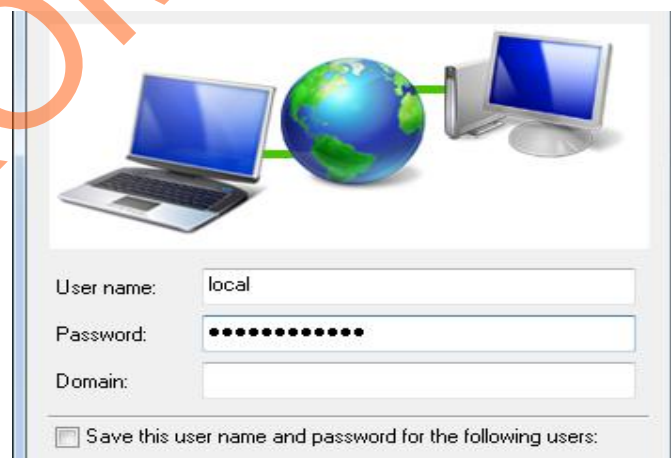 User name: local
Password: ••••••••••••
Domain:
Save this user name and password for the following users: